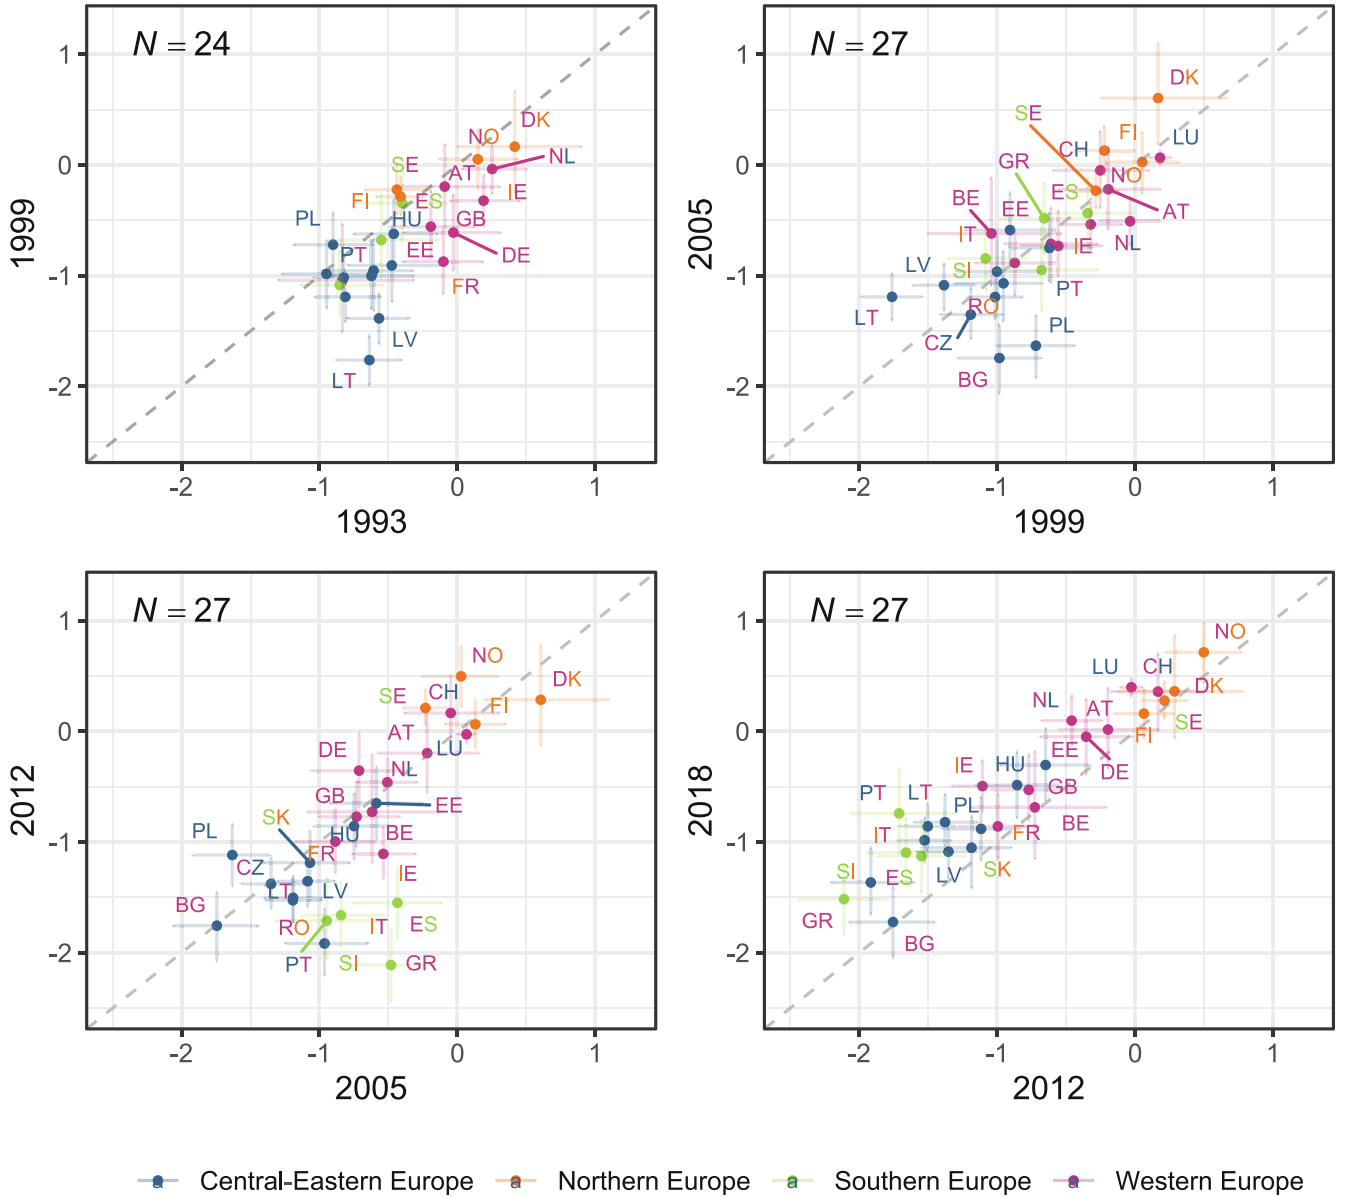 N = 24
1
0
-1
-2
1999
DK
NO
NL
SE
AT
IE
FI
ES
PL
HU
GB
PT
EE
DE
FR
LV
LT
-2
-1
0
1
1993
N = 27
1
0
-1
-2
2005
DK
SE
FI
LU
CH
GR
NO
ES
BE
EE
AT
IT
IE
NL
LV
SI
PT
LT
RO
PL
CZ
BG
-2
-1
0
1
1999
N = 27
1
0
-1
-2
2012
NO
DK
SE
CH
FI
AT
DE
LU
NL
GB
EE
SK
PL
HU
BE
FR
CZ
IE
LT
LV
BG
RO
IT
ES
PT
SI
GR
-2
-1
0
1
2005
N = 27
1
0
-1
-2
2018
NO
LU
CH
DK
NL
AT
SE
FI
EE
IE
HU
DE
PT
LT
GB
PL
BE
IT
FR
SI
ES
LV
SK
GR
BG
-2
-1
0
1
2012
a Central-Eastern Europe a Northern Europe a Southern Europe a Western Europe